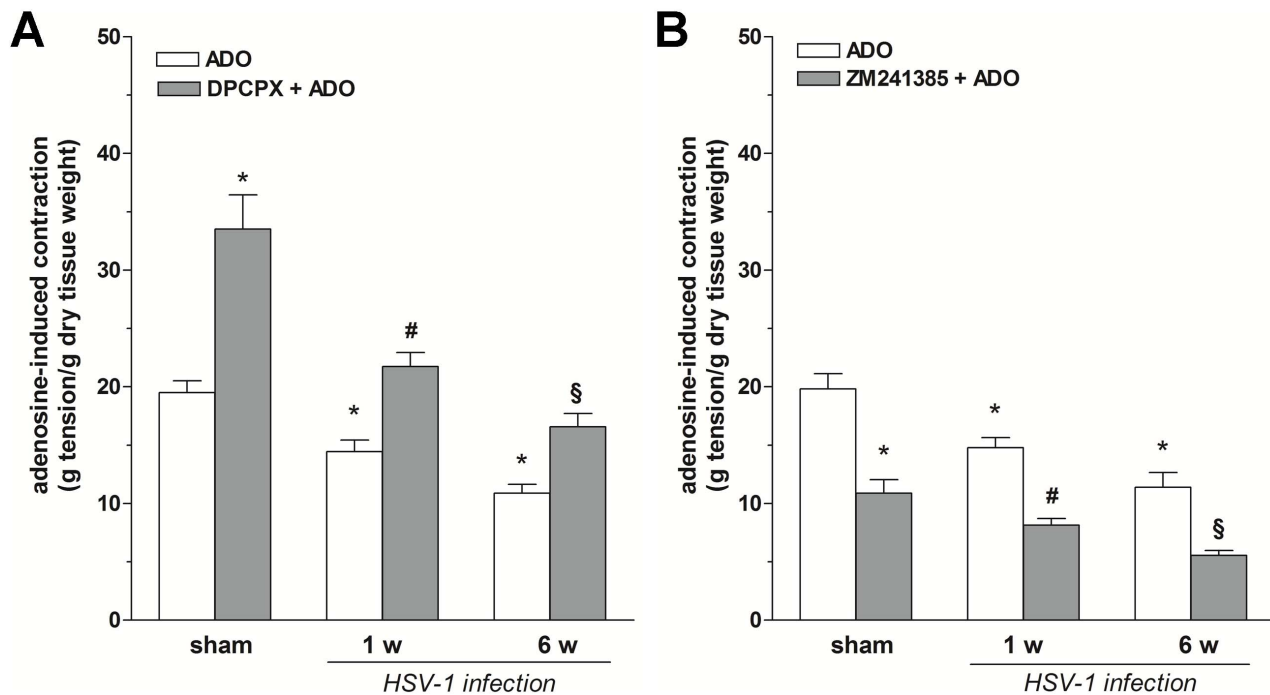 A
ADO
DPCPX + ADO
adenosine-induced contraction
(g tension/g dry tissue weight)
50
40
30
20
10
0
*
*
#
*
§
sham
1 w
6 w
HSV-1 infection
B
ADO
ZM241385 + ADO
adenosine-induced contraction
(g tension/g dry tissue weight)
50
40
30
20
10
0
*
*
#
*
§
sham
1 w
6 w
HSV-1 infection